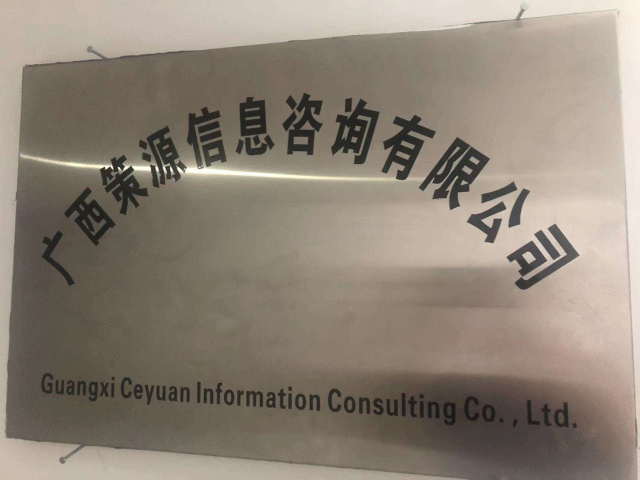 广西策源信息咨询有限公司
Guangxi Ceyuan Information Consulting Co. , Ltd.